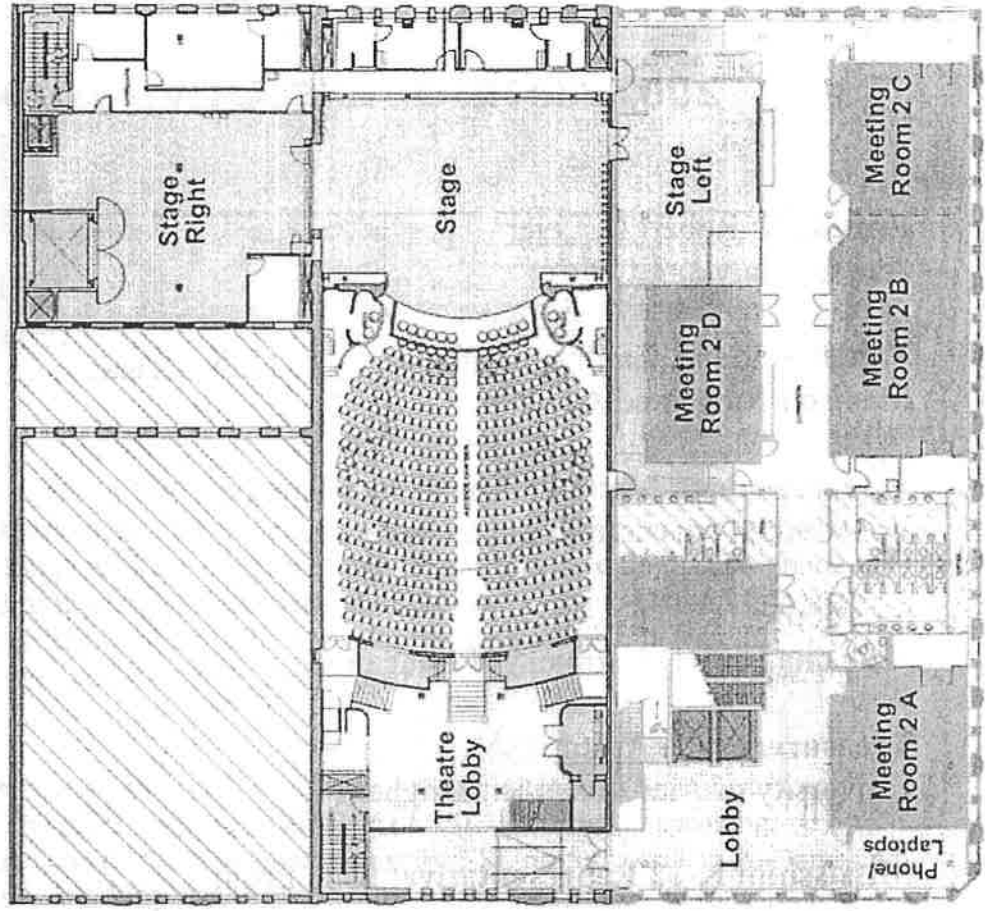 Stage
Right
Stage
Stage
Left
Meeting
Room 2 C
Meeting
Room 2 B
Meeting
Room 2 D
Meeting
Room 2 A
Theatre
Lobby
Lobby
Phone/
Laptops